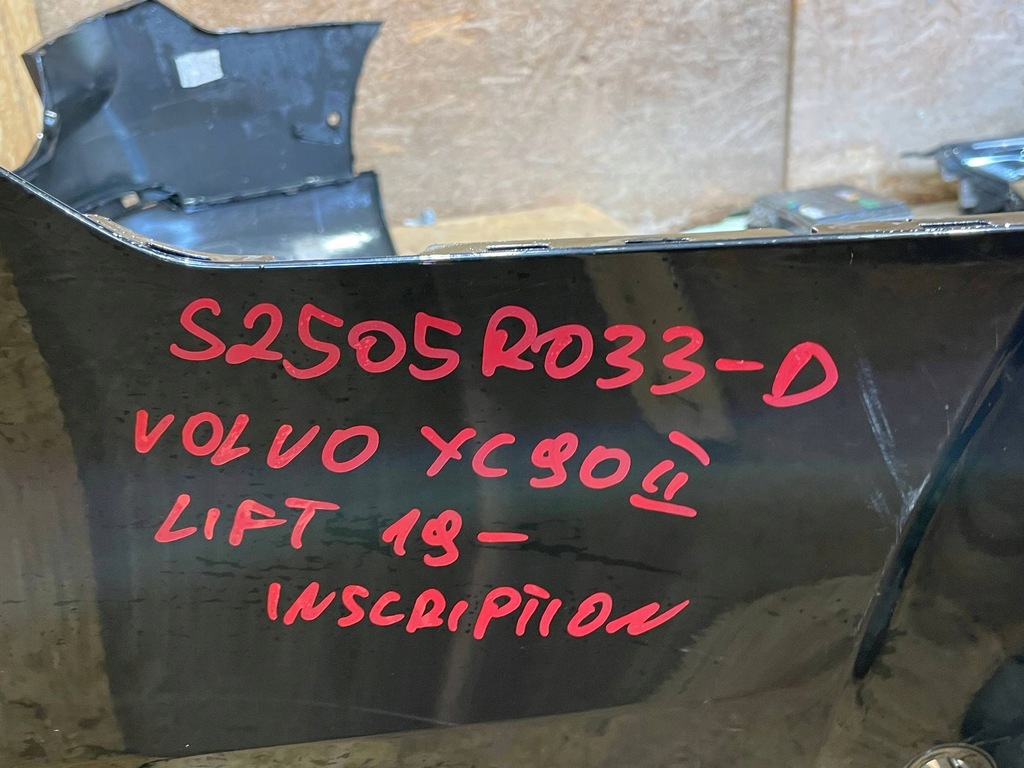 S2505R033-D
VOLVO XC90 II
LIFT 19-
INSCRIPTION